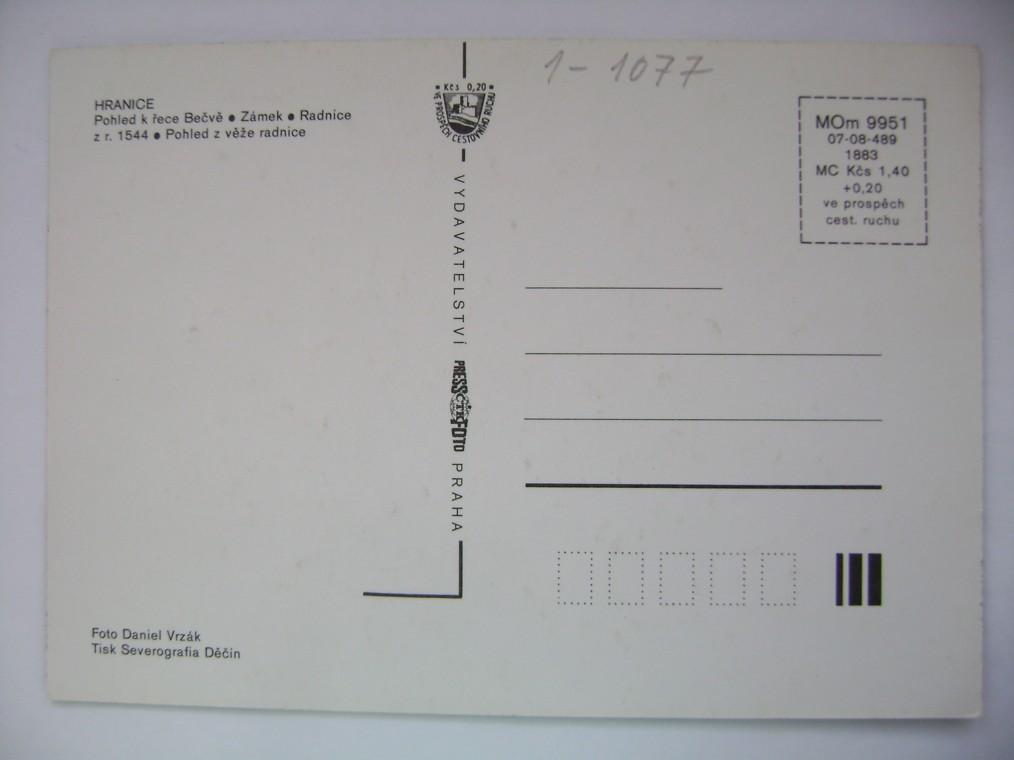 HRANICE
Pohled k řece Bečvě • Zámek • Radnice
z r. 1544 • Pohled z věže radnice
• Kčs 0,20 •
VE PROSPĚCH CESTOVNÍHO RUCHU
VYDAVATELSTVÍ PRESSFOTO PRAHA
ČTK
1 - 1077
MOm 9951
07-08-489
1883
MC Kčs 1,40
+0,20
ve prospěch
cest. ruchu
Foto Daniel Vrzák
Tisk Severografia Děčín